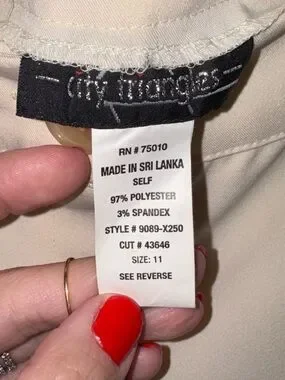 city triangles
RN # 75010
MADE IN SRI LANKA
SELF
97% POLYESTER
3% SPANDEX
STYLE # 9089-X250
CUT # 43646
SIZE: 11
SEE REVERSE